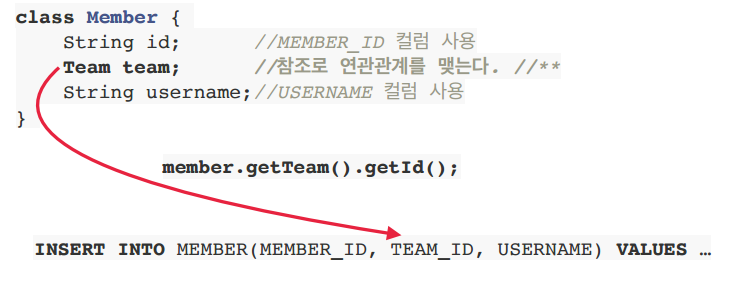 class Member {
String id; //MEMBER_ID 컬럼 사용
Team team; //참조로 연관관계를 맺는다. //**
String username;//USERNAME 컬럼 사용
}
member.getTeam().getId();
INSERT INTO MEMBER(MEMBER_ID, TEAM_ID, USERNAME) VALUES …